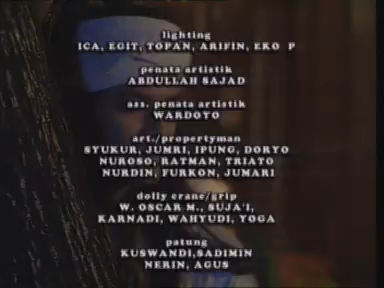 lighting
ICA, EGIT, TOPAN, ARIFIN, EKO P
penata artistik
ABDULLAH SAJAD
ass. penata artistik
WARDOYO
art./propertyman
SYUKUR, JUMRI, IPUNG, DORYO
NUROSO, RATMAN, TRIATO
NURDIN, FURKON, JUMARI
dolly crane/grip
W. OSCAR M., SUJA'I,
KARNADI, WAHYUDI, YOGA
patung
KUSWANDI,SADIMIN
NERIN, AGUS